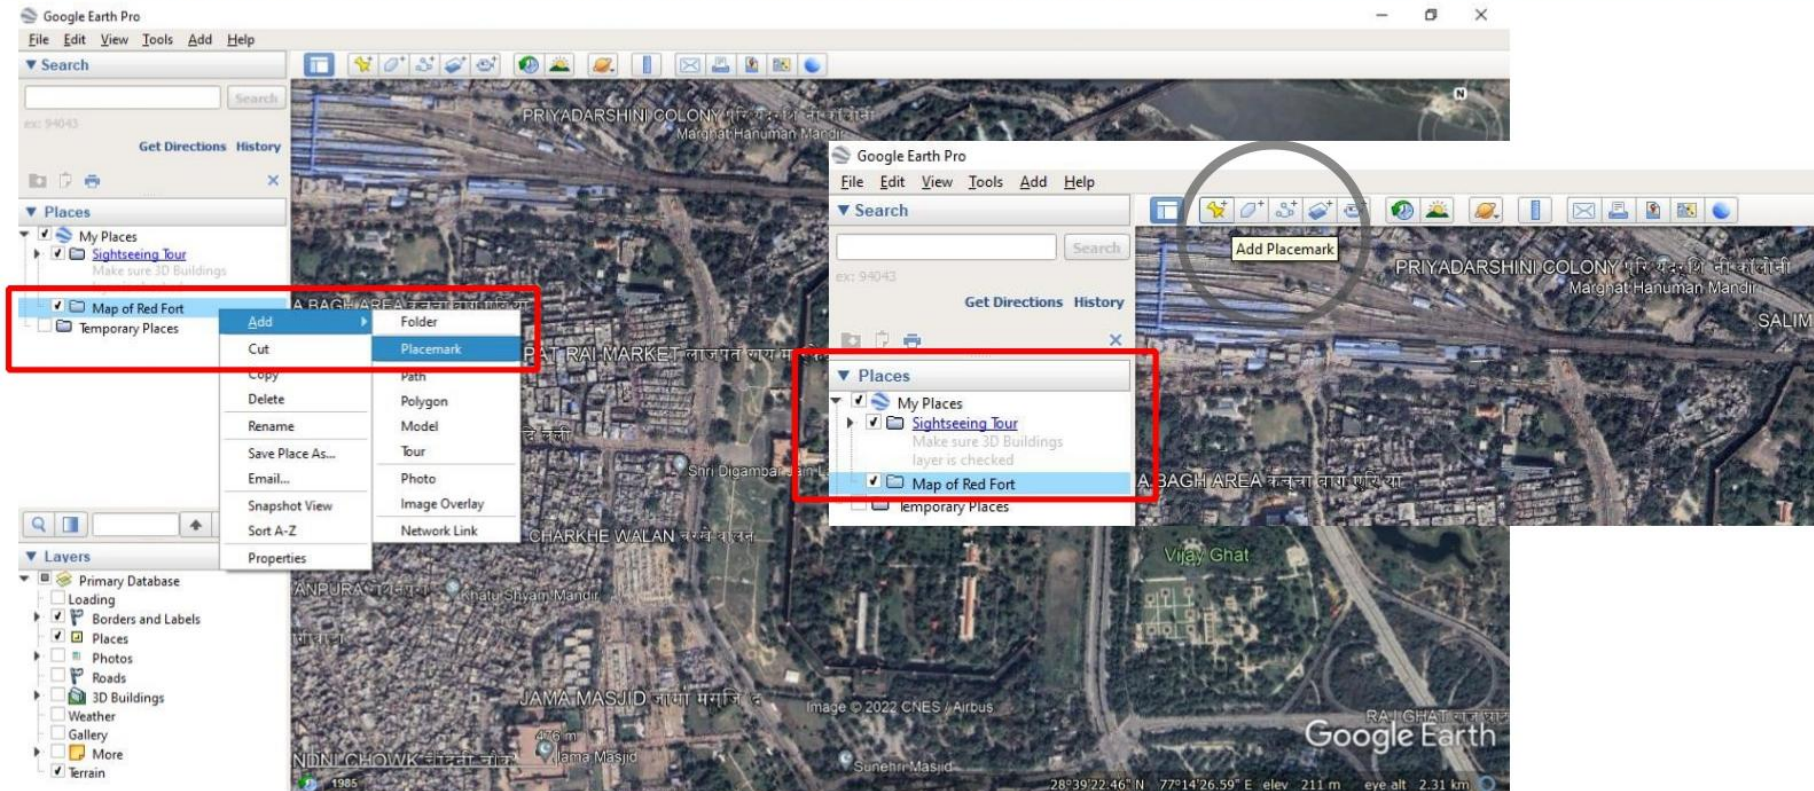 Google Earth Pro
File Edit View Tools Add Help
Search
Search
ex: 94043
Get Directions History
Places
My Places
Sightseeing Tour
Make sure 3D Buildings
Map of Red Fort
Temporary Places
Add
Cut
Copy
Delete
Rename
Save Place As...
Email...
Snapshot View
Sort A-Z
Properties
Folder
Placemark
Path
Polygon
Model
Tour
Photo
Image Overlay
Network Link
Layers
Primary Database
Loading
Borders and Labels
Places
Photos
Roads
3D Buildings
Weather
Gallery
More
Terrain
PRIYADARSHINI COLONY
Marghat Hanuman Mandir
N
A BAGH AREA
PAT RAI MARKET लाजपत राय
Shri Digambar Jain
CHARKHE WALAN चरखे वालन
Khatu Shyam Mandir
JAMA MASJID
476 m
Jama Masjid
NDNI CHOWK चांदनी चौक
1985
Image © 2022 CNES / Airbus
Sunehri Masjid
Vijay Ghat
RAJ GHAT
Google Earth
28°39'22.46" N 77°14'26.59" E elev 211 m eye alt 2.31 km
Google Earth Pro
File Edit View Tools Add Help
Search
Search
ex: 94043
Get Directions History
Places
My Places
Sightseeing Tour
Make sure 3D Buildings
layer is checked
Map of Red Fort
Temporary Places
Add Placemark
PRIYADARSHINI COLONY
Marghat Hanuman Mandir
SALIM
A BAGH AREA